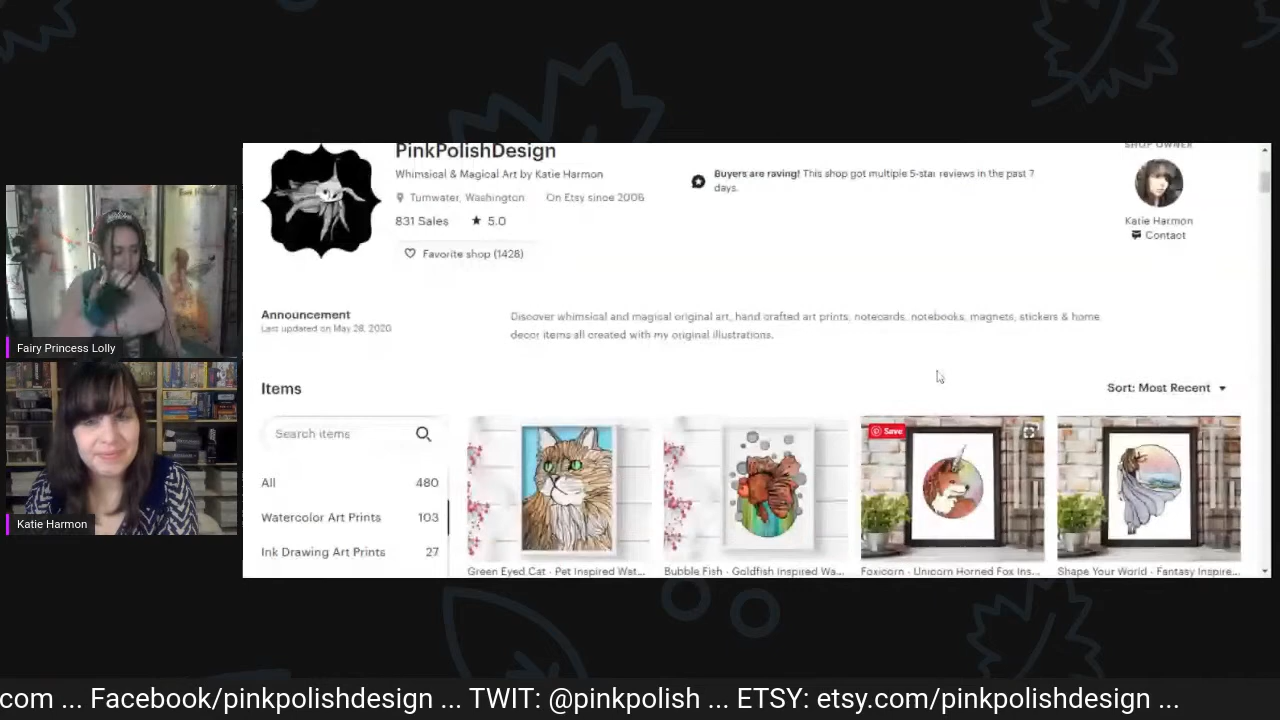 PinkPolishDesign
Whimsical & Magical Art by Katie Harmon
Tumwater, Washington
On Etsy since 2006
831 Sales
5.0
Favorite shop (1428)
Buyers are raving! This shop got multiple 5-star reviews in the past 7
days.
SHOP OWNER
Katie Harmon
Contact
Announcement
Last updated on May 28, 2020
Discover whimsical and magical original art, hand crafted art prints, notecards, notebooks, magnets, stickers & home
decor items all created with my original illustrations.
Items
Sort: Most Recent
Search items
All 480
Watercolor Art Prints 103
Ink Drawing Art Prints 27
Save
Green Eyed Cat - Pet Inspired Wat...
Bubble Fish - Goldfish Inspired Wa...
Foxicorn - Unicorn Horned Fox Ins...
Shape Your World - Fantasy Inspire...
Fairy Princess Lolly
Katie Harmon
com ... Facebook/pinkpolishdesign ... TWIT: @pinkpolish ... ETSY: etsy.com/pinkpolishdesign ...